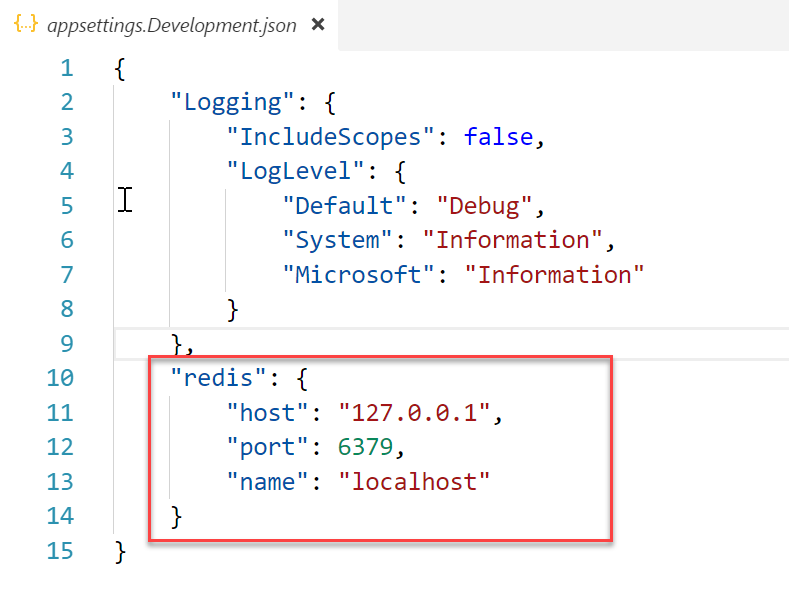 {...} appsettings.Development.json ×
1 {
2     "Logging": {
3         "IncludeScopes": false,
4         "LogLevel": {
5             "Default": "Debug",
6             "System": "Information",
7             "Microsoft": "Information"
8         }
9     },
10     "redis": {
11         "host": "127.0.0.1",
12         "port": 6379,
13         "name": "localhost"
14     }
15 }